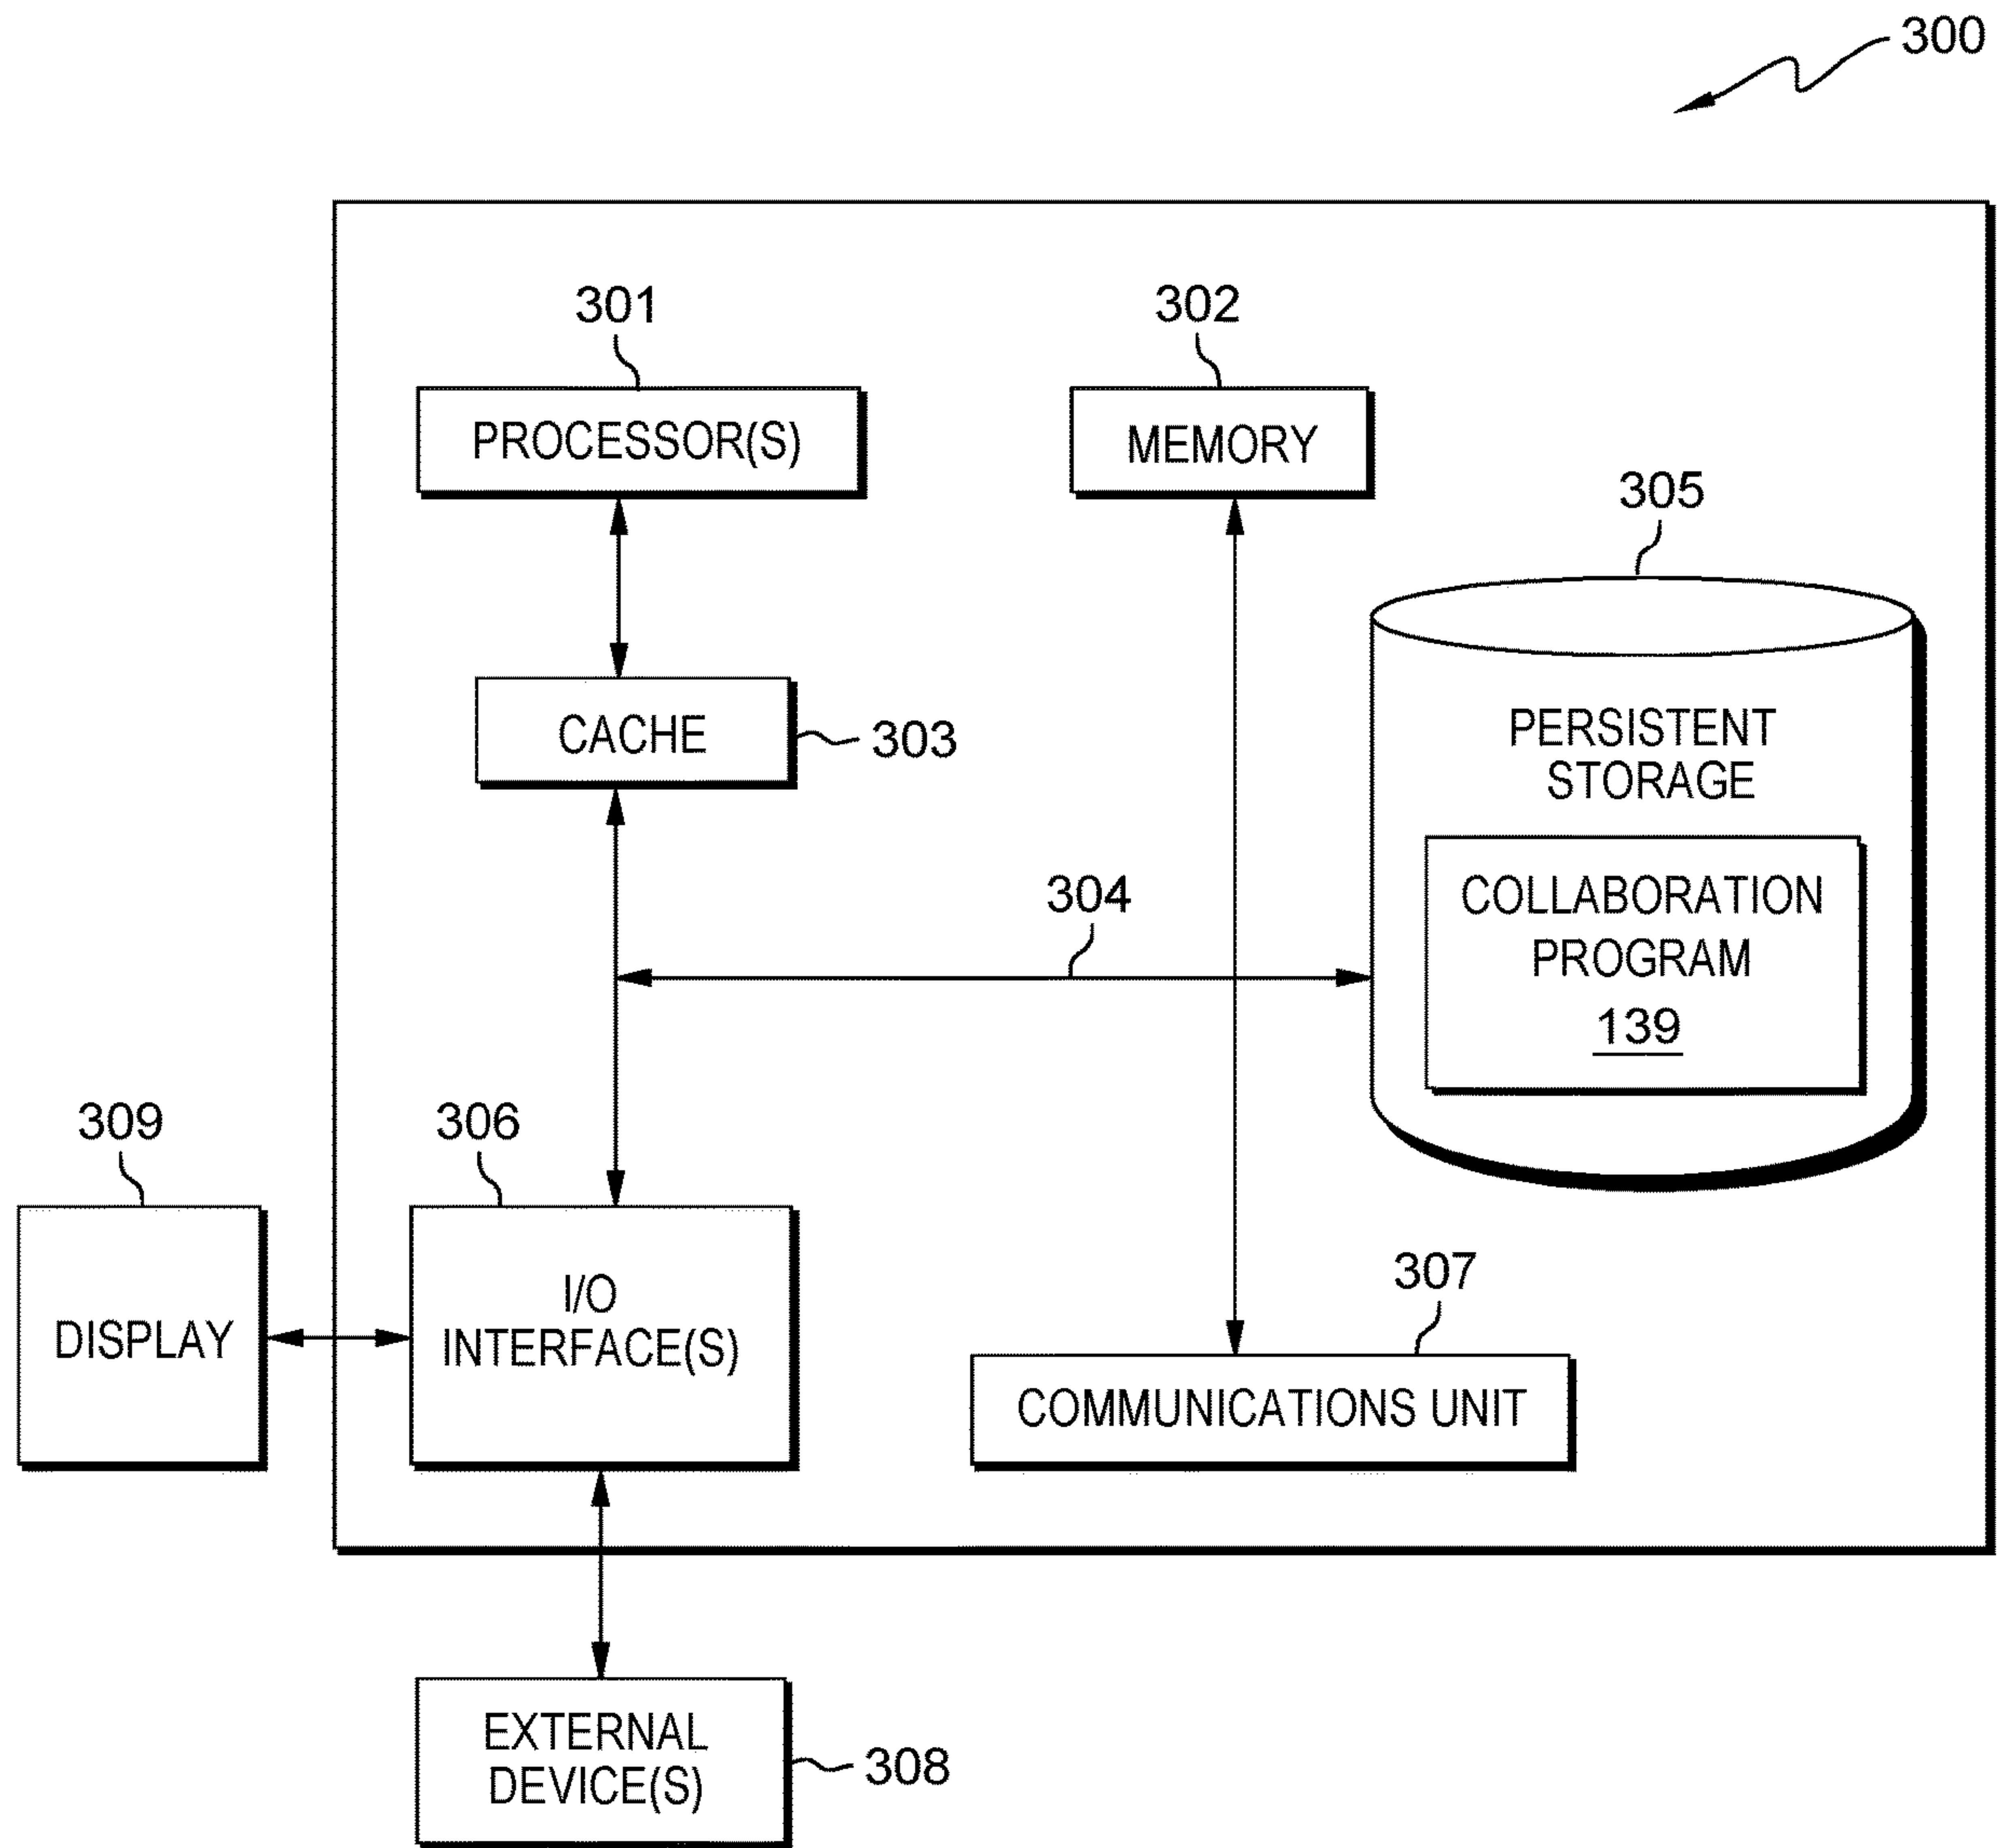 300
301
302
PROCESSOR(S)
MEMORY
305
CACHE
303
PERSISTENT
STORAGE
304
COLLABORATION
PROGRAM
139
309
306
307
DISPLAY
I/O
INTERFACE(S)
COMMUNICATIONS UNIT
EXTERNAL
DEVICE(S)
308